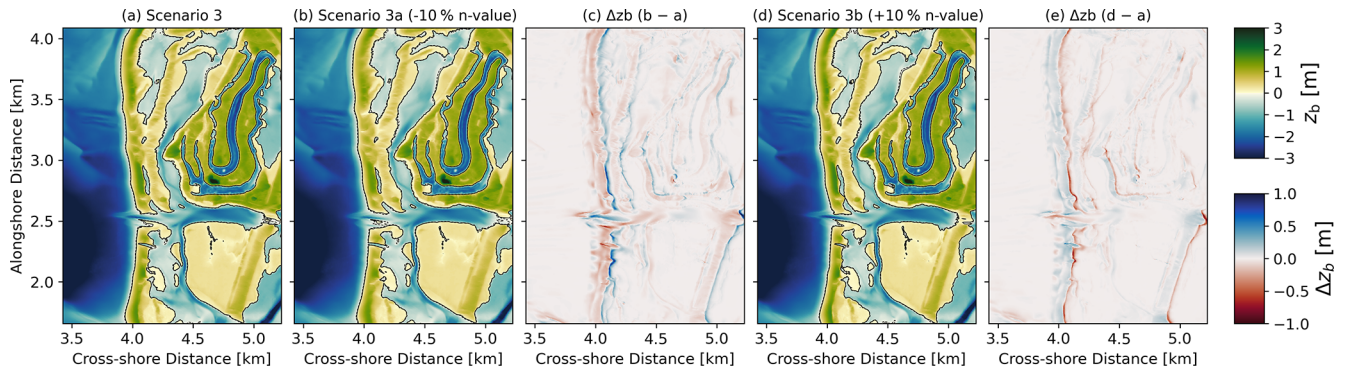 (a) Scenario 3
(b) Scenario 3a (-10 % n-value)
(c) Δzb (b − a)
(d) Scenario 3b (+10 % n-value)
(e) Δzb (d − a)
4.0
3.5
3.0
2.5
2.0
Alongshore Distance [km]
3.5 4.0 4.5 5.0
Cross-shore Distance [km]
3.5 4.0 4.5 5.0
Cross-shore Distance [km]
3.5 4.0 4.5 5.0
Cross-shore Distance [km]
3.5 4.0 4.5 5.0
Cross-shore Distance [km]
3.5 4.0 4.5 5.0
Cross-shore Distance [km]
3
2
1
0
−1
−2
−3
z_b [m]
1.0
0.5
0.0
−0.5
−1.0
Δz_b [m]